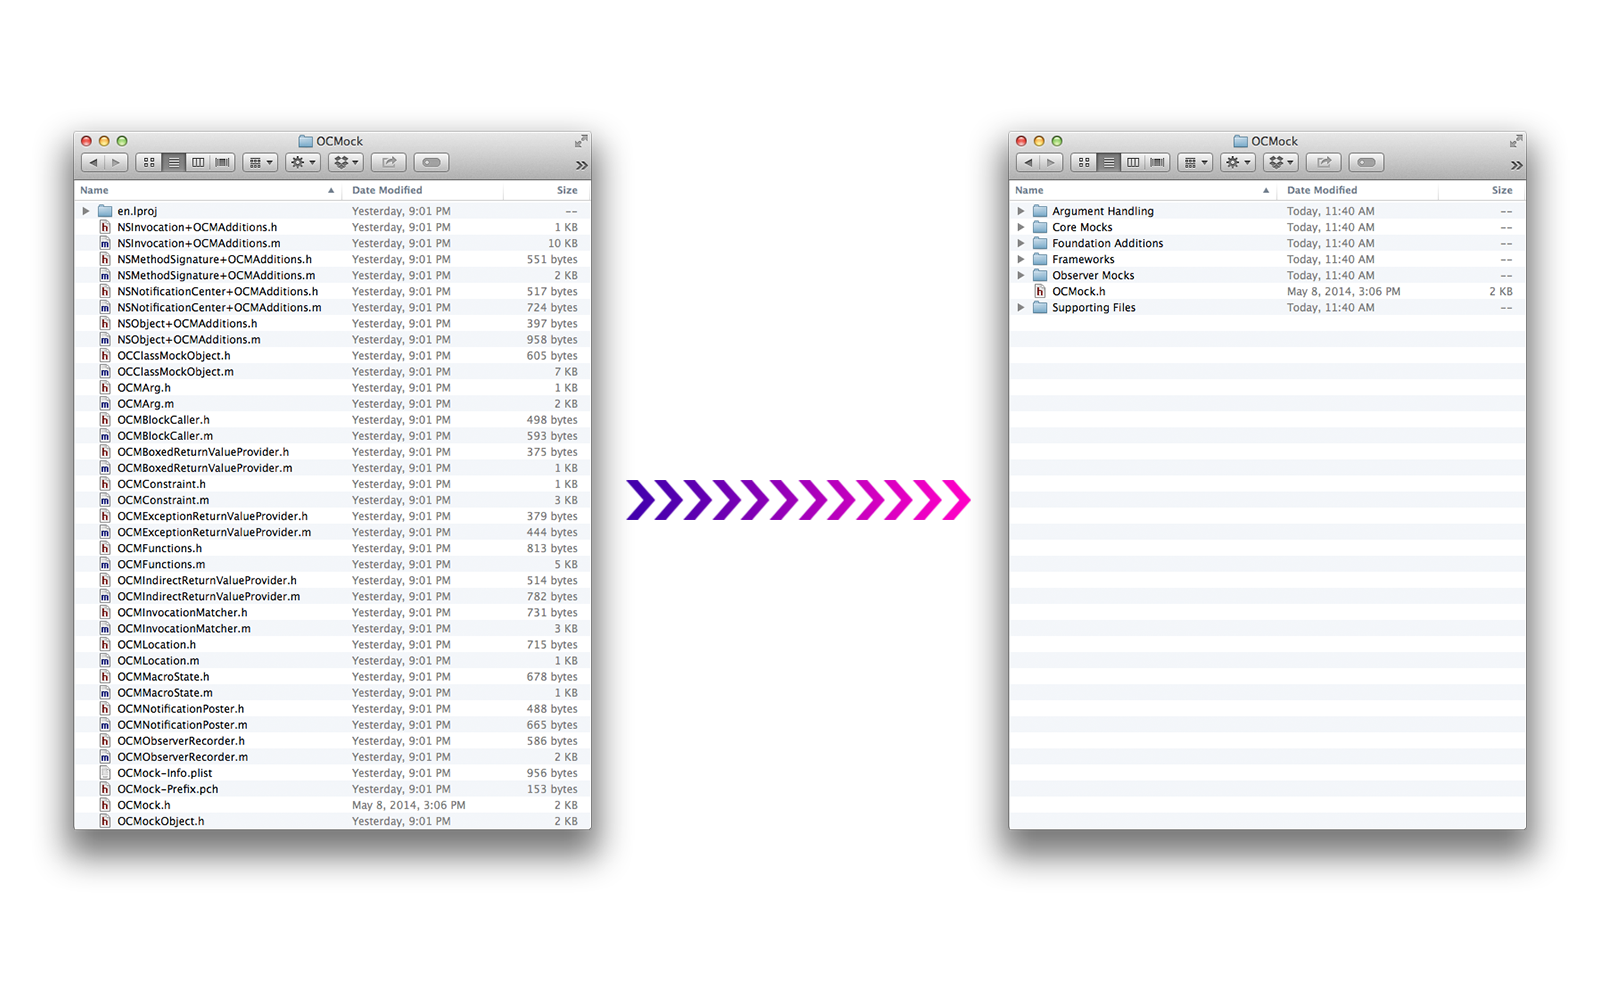 OCMock
Name Date Modified Size
en.lproj Yesterday, 9:01 PM --
NSInvocation+OCMAdditions.h Yesterday, 9:01 PM 1 KB
NSInvocation+OCMAdditions.m Yesterday, 9:01 PM 10 KB
NSMethodSignature+OCMAdditions.h Yesterday, 9:01 PM 551 bytes
NSMethodSignature+OCMAdditions.m Yesterday, 9:01 PM 2 KB
NSNotificationCenter+OCMAdditions.h Yesterday, 9:01 PM 517 bytes
NSNotificationCenter+OCMAdditions.m Yesterday, 9:01 PM 724 bytes
NSObject+OCMAdditions.h Yesterday, 9:01 PM 397 bytes
NSObject+OCMAdditions.m Yesterday, 9:01 PM 958 bytes
OCClassMockObject.h Yesterday, 9:01 PM 605 bytes
OCClassMockObject.m Yesterday, 9:01 PM 7 KB
OCMArg.h Yesterday, 9:01 PM 1 KB
OCMArg.m Yesterday, 9:01 PM 2 KB
OCMBlockCaller.h Yesterday, 9:01 PM 498 bytes
OCMBlockCaller.m Yesterday, 9:01 PM 593 bytes
OCMBoxedReturnValueProvider.h Yesterday, 9:01 PM 375 bytes
OCMBoxedReturnValueProvider.m Yesterday, 9:01 PM 1 KB
OCMConstraint.h Yesterday, 9:01 PM 1 KB
OCMConstraint.m Yesterday, 9:01 PM 3 KB
OCMExceptionReturnValueProvider.h Yesterday, 9:01 PM 379 bytes
OCMExceptionReturnValueProvider.m Yesterday, 9:01 PM 444 bytes
OCMFunctions.h Yesterday, 9:01 PM 813 bytes
OCMFunctions.m Yesterday, 9:01 PM 5 KB
OCMIndirectReturnValueProvider.h Yesterday, 9:01 PM 514 bytes
OCMIndirectReturnValueProvider.m Yesterday, 9:01 PM 782 bytes
OCMInvocationMatcher.h Yesterday, 9:01 PM 731 bytes
OCMInvocationMatcher.m Yesterday, 9:01 PM 3 KB
OCMLocation.h Yesterday, 9:01 PM 715 bytes
OCMLocation.m Yesterday, 9:01 PM 1 KB
OCMMacroState.h Yesterday, 9:01 PM 678 bytes
OCMMacroState.m Yesterday, 9:01 PM 1 KB
OCMNotificationPoster.h Yesterday, 9:01 PM 488 bytes
OCMNotificationPoster.m Yesterday, 9:01 PM 665 bytes
OCMObserverRecorder.h Yesterday, 9:01 PM 586 bytes
OCMObserverRecorder.m Yesterday, 9:01 PM 2 KB
OCMock-Info.plist Yesterday, 9:01 PM 956 bytes
OCMock-Prefix.pch Yesterday, 9:01 PM 153 bytes
OCMock.h May 8, 2014, 3:06 PM 2 KB
OCMockObject.h Yesterday, 9:01 PM 2 KB
OCMock
Name Date Modified Size
Argument Handling Today, 11:40 AM --
Core Mocks Today, 11:40 AM --
Foundation Additions Today, 11:40 AM --
Frameworks Today, 11:40 AM --
Observer Mocks Today, 11:40 AM --
OCMock.h May 8, 2014, 3:06 PM 2 KB
Supporting Files Today, 11:40 AM --